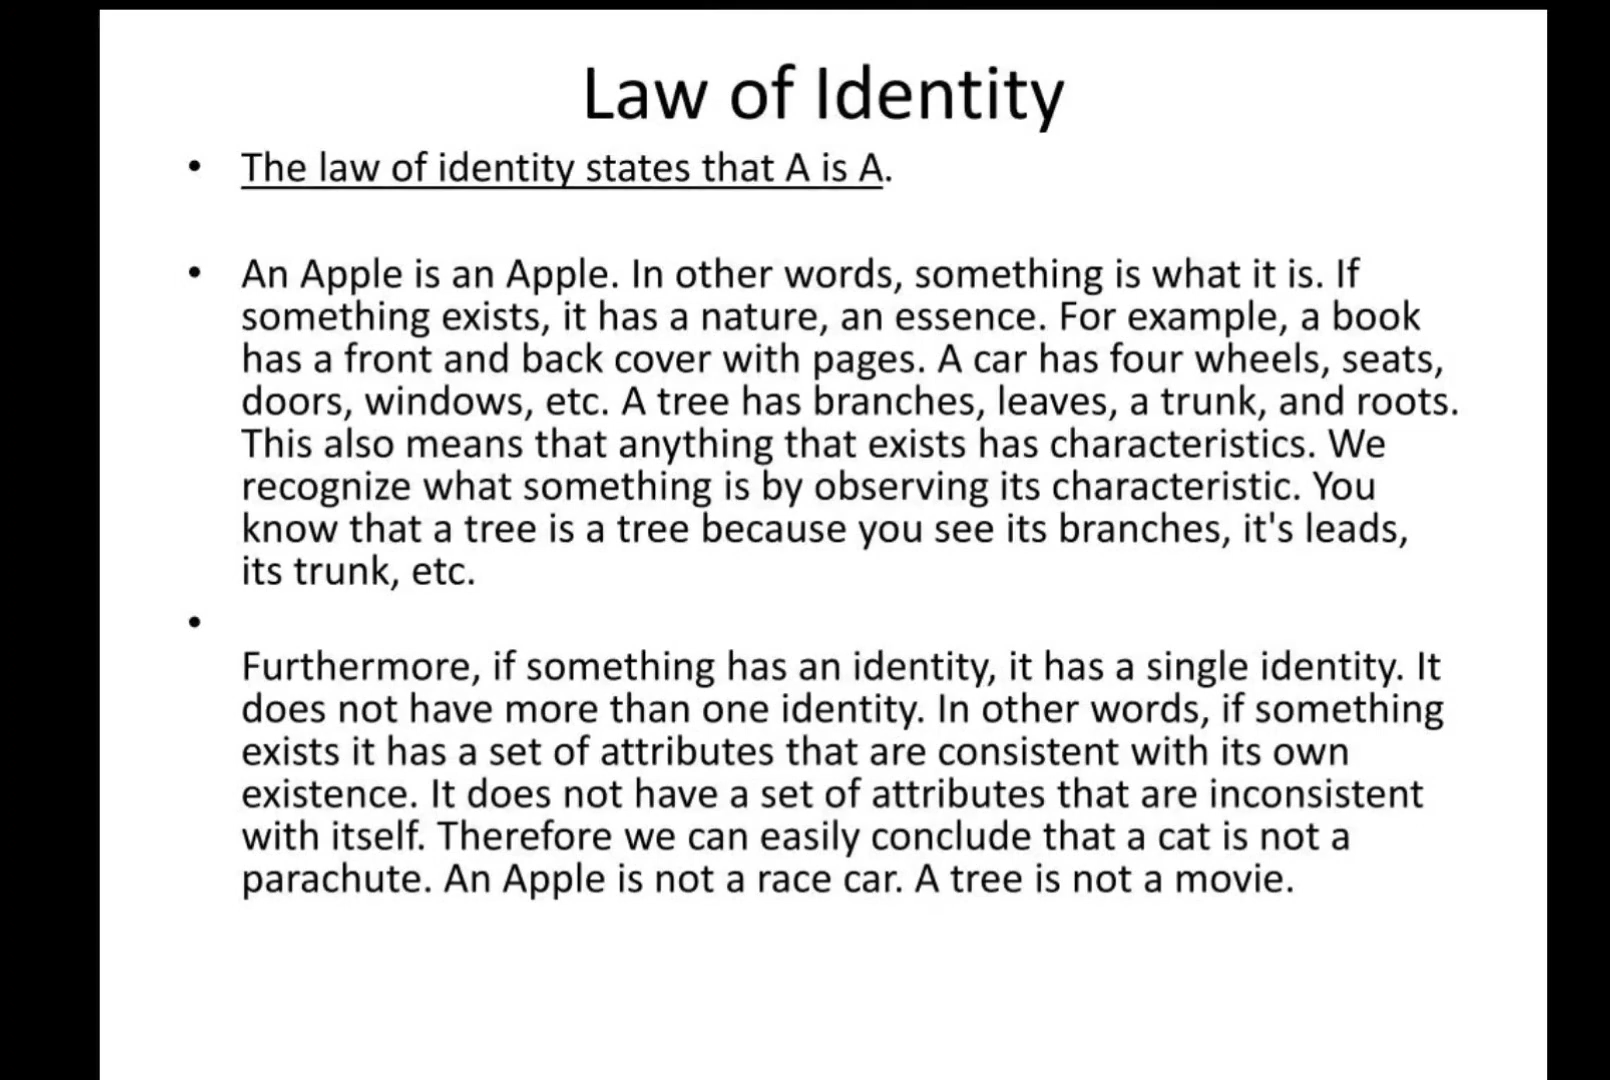 Law of Identity
• The law of identity states that A is A.
• An Apple is an Apple. In other words, something is what it is. If
something exists, it has a nature, an essence. For example, a book
has a front and back cover with pages. A car has four wheels, seats,
doors, windows, etc. A tree has branches, leaves, a trunk, and roots.
This also means that anything that exists has characteristics. We
recognize what something is by observing its characteristic. You
know that a tree is a tree because you see its branches, it's leads,
its trunk, etc.
•
Furthermore, if something has an identity, it has a single identity. It
does not have more than one identity. In other words, if something
exists it has a set of attributes that are consistent with its own
existence. It does not have a set of attributes that are inconsistent
with itself. Therefore we can easily conclude that a cat is not a
parachute. An Apple is not a race car. A tree is not a movie.